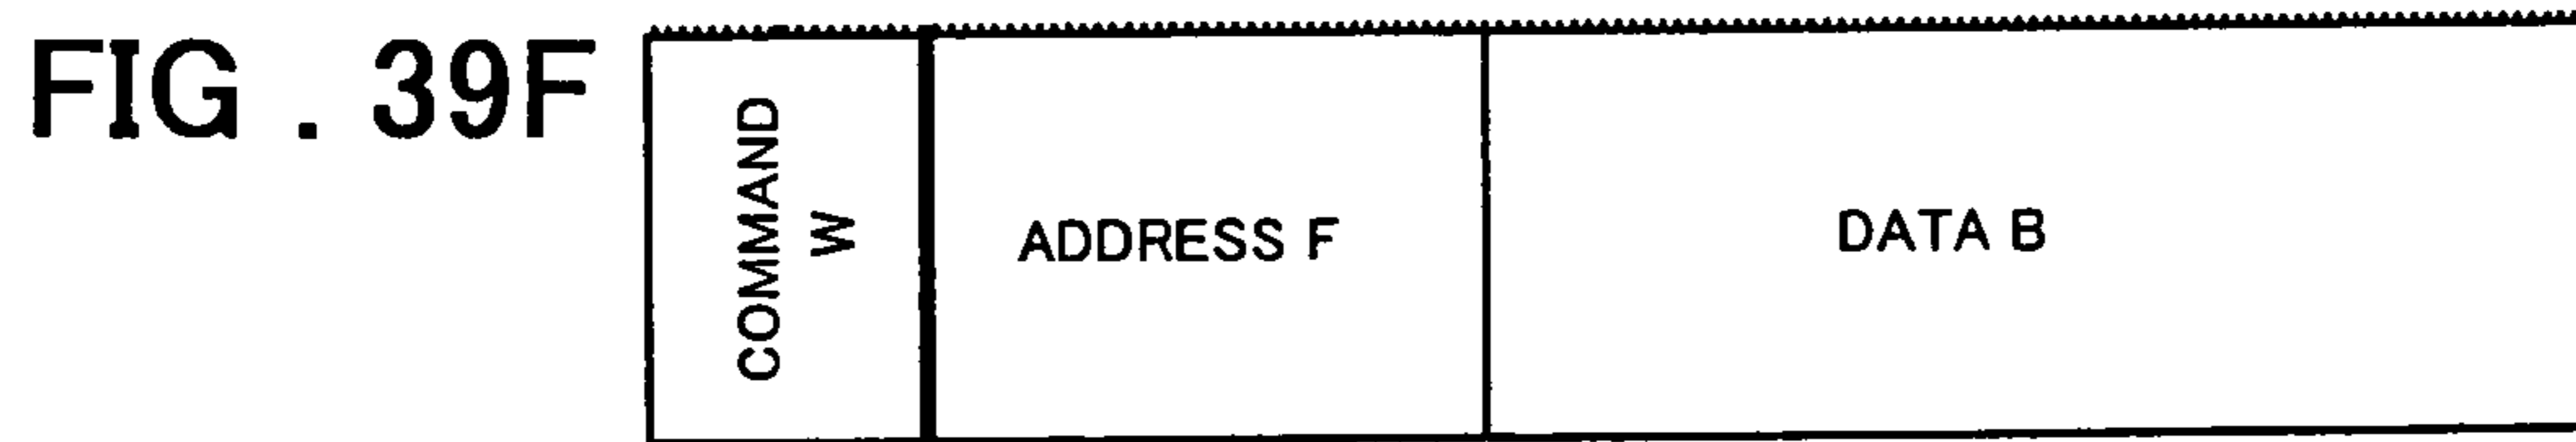 FIG . 39F
COMMAND
W
ADDRESS F
DATA B